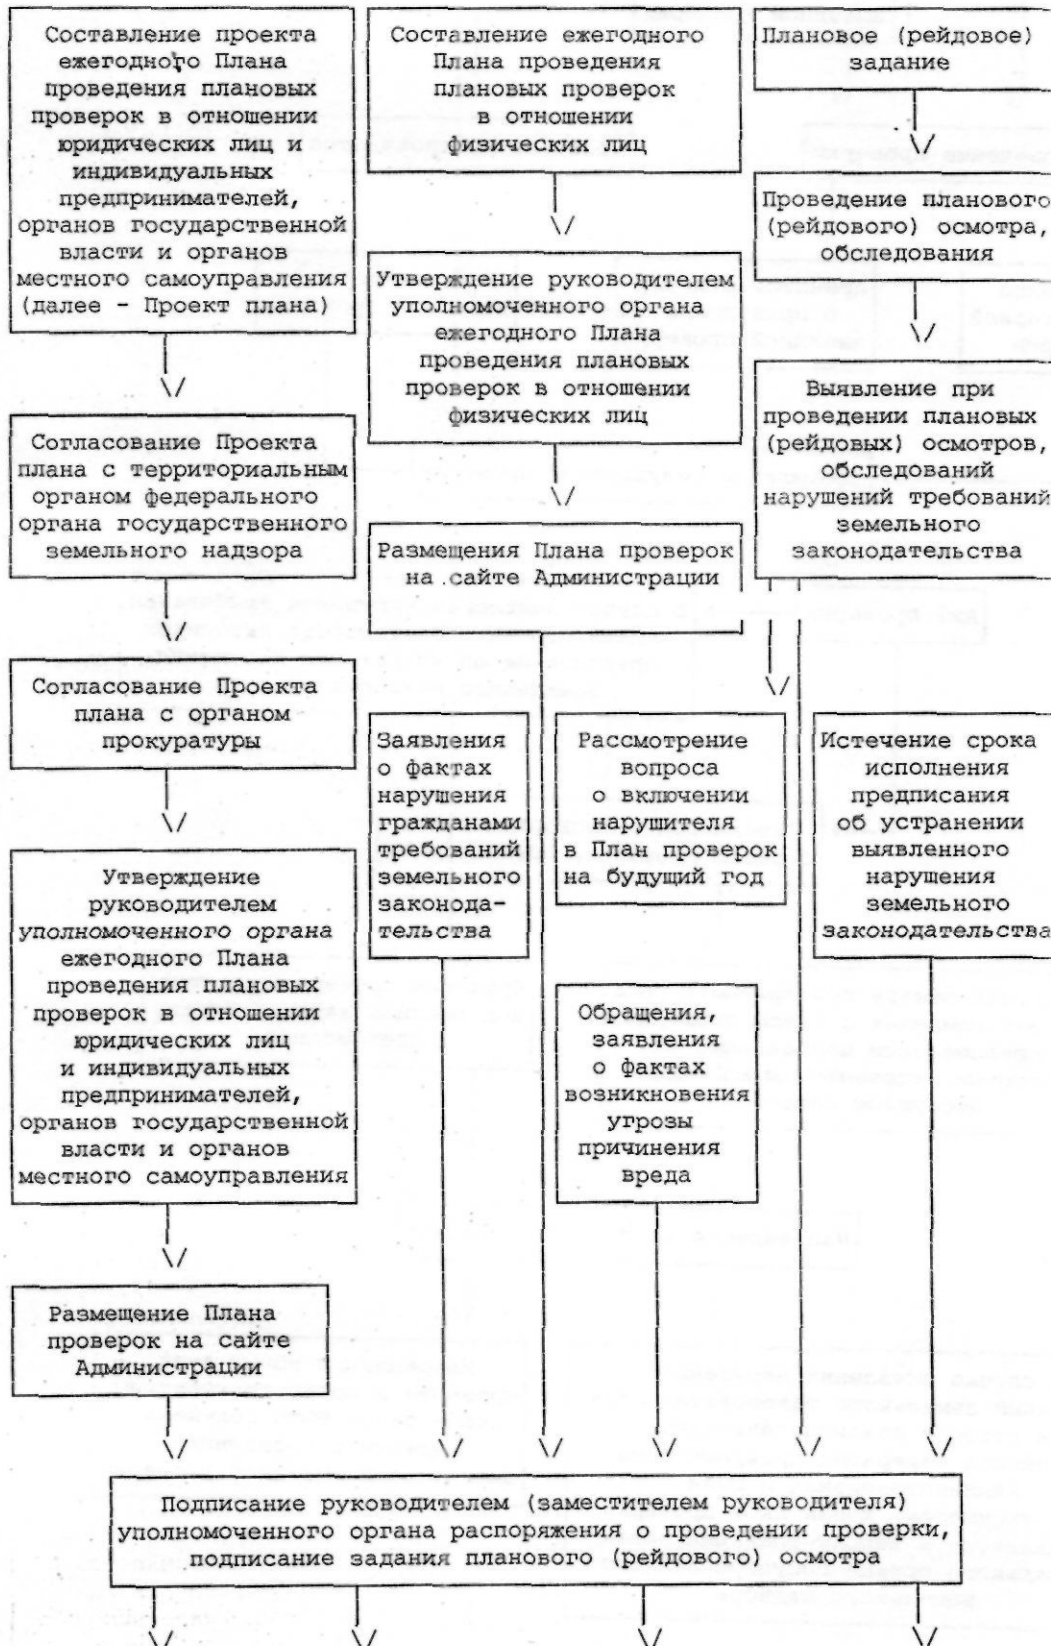 Составление проекта
ежегодного Плана
проведения плановых
проверок в отношении
юридических лиц и
индивидуальных
предпринимателей,
органов государственной
власти и органов
местного самоуправления
(далее - Проект плана)
Согласование Проекта
плана с территориальным
органом федерального
органа государственного
земельного надзора
Согласование Проекта
плана с органом
прокуратуры
Утверждение
руководителем
уполномоченного органа
ежегодного Плана
проведения плановых
проверок в отношении
юридических лиц
и индивидуальных
предпринимателей,
органов государственной
власти и органов
местного самоуправления
Размещение Плана
проверок на сайте
Администрации
Составление ежегодного
Плана проведения
плановых проверок
в отношении
физических лиц
Утверждение руководителем
уполномоченного органа
ежегодного Плана
проведения плановых
проверок в отношении
физических лиц
Размещения Плана проверок
на сайте Администрации
Плановое (рейдовое)
задание
Проведение планового
(рейдового) осмотра,
обследования
Выявление при
проведении плановых
(рейдовых) осмотров,
обследований
нарушений требований
земельного
законодательства
Заявления
о фактах
нарушения
гражданами
требований
земельного
законода-
тельства
Рассмотрение
вопроса
о включении
нарушителя
в План проверок
на будущий год
Истечение срока
исполнения
предписания
об устранении
выявленного
нарушения
земельного
законодательства
Обращения,
заявления
о фактах
возникновения
угрозы
причинения
вреда
Подписание руководителем (заместителем руководителя)
уполномоченного органа распоряжения о проведении проверки,
подписание задания планового (рейдового) осмотра